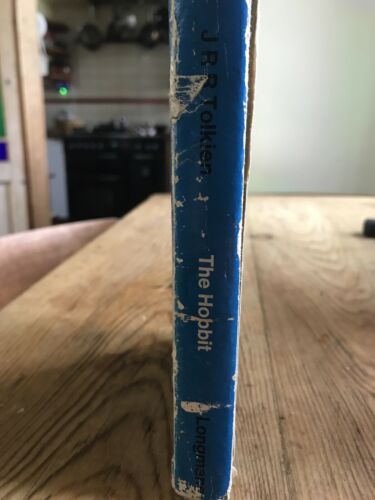 J R R Tolkien
The Hobbit
Longman